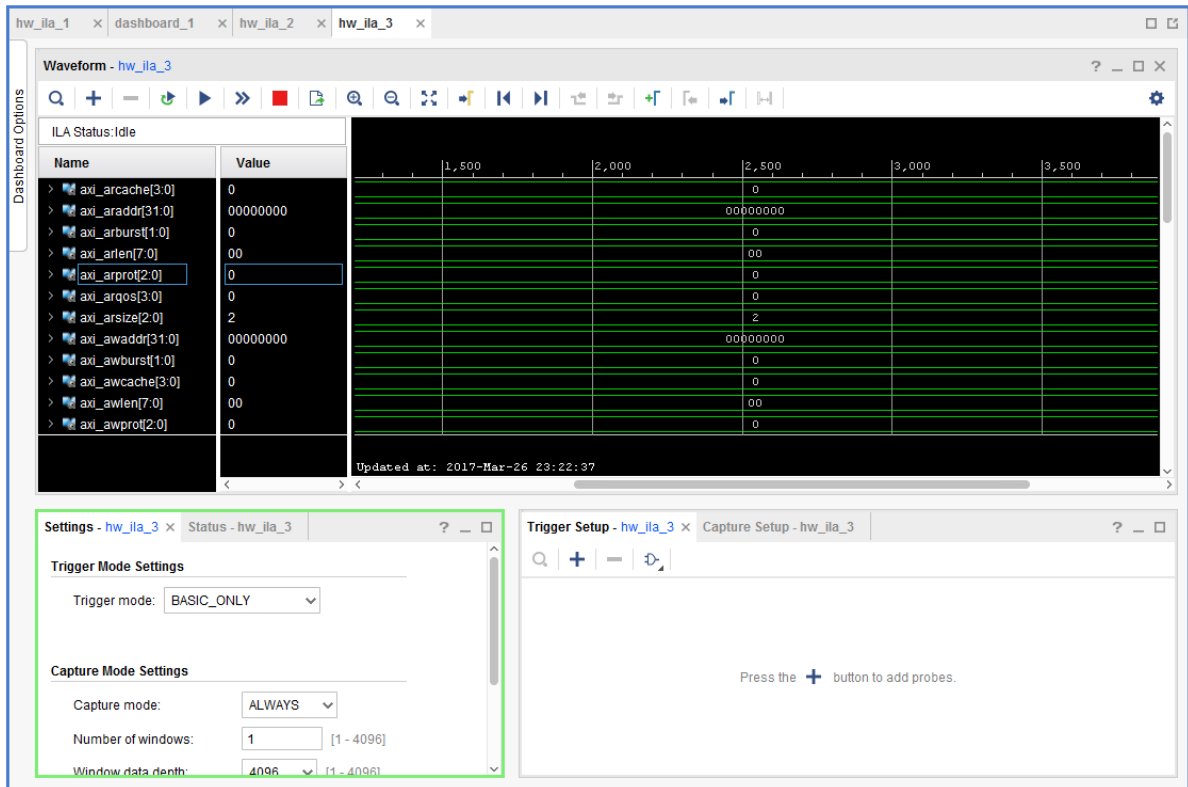 hw_ila_1 × dashboard_1 × hw_ila_2 × hw_ila_3 ×
Dashboard Options
Waveform - hw_ila_3 ? _ □ ×
ILA Status:Idle
Name Value
1,500 2,000 2,500 3,000 3,500
axi_arcache[3:0] 0 0
axi_araddr[31:0] 00000000 00000000
axi_arburst[1:0] 0 0
axi_arlen[7:0] 00 00
axi_arprot[2:0] 0 0
axi_arqos[3:0] 0 0
axi_arsize[2:0] 2 2
axi_awaddr[31:0] 00000000 00000000
axi_awburst[1:0] 0 0
axi_awcache[3:0] 0 0
axi_awlen[7:0] 00 00
axi_awprot[2:0] 0 0
Updated at: 2017-Mar-26 23:22:37
Settings - hw_ila_3 × Status - hw_ila_3 ? _ □
Trigger Mode Settings
Trigger mode: BASIC_ONLY
Capture Mode Settings
Capture mode: ALWAYS
Number of windows: 1 [1 - 4096]
Window data depth: 4096 [1 - 4096]
Trigger Setup - hw_ila_3 × Capture Setup - hw_ila_3 ? _ □
Press the + button to add probes.